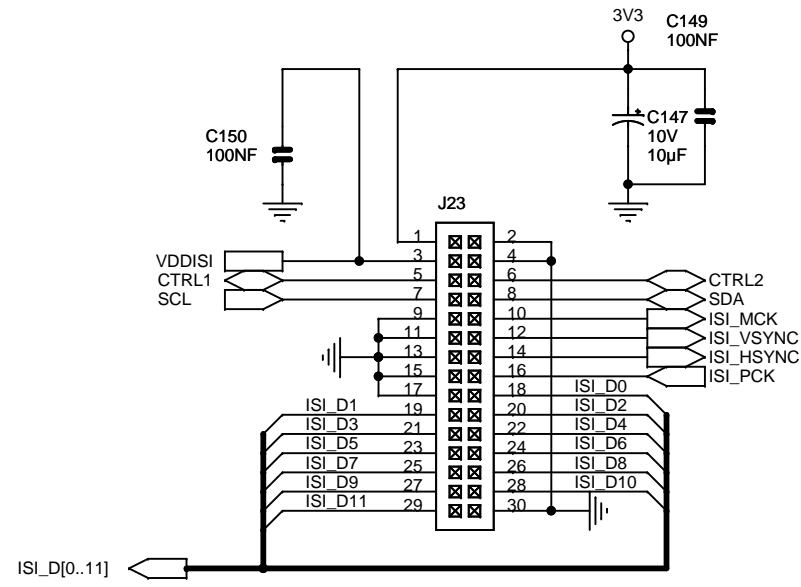 3V3
C149
100NF
C147
10V
10µF
+
C150
100NF
J23
1 2
VDDISI 3 4
CTRL1 5 6 CTRL2
SCL 7 8 SDA
9 10 ISI_MCK
11 12 ISI_VSYNC
13 14 ISI_HSYNC
15 16 ISI_PCK
17 18 ISI_D0
ISI_D1 19 20 ISI_D2
ISI_D3 21 22 ISI_D4
ISI_D5 23 24 ISI_D6
ISI_D7 25 26 ISI_D8
ISI_D9 27 28 ISI_D10
ISI_D11 29 30
ISI_D[0..11]